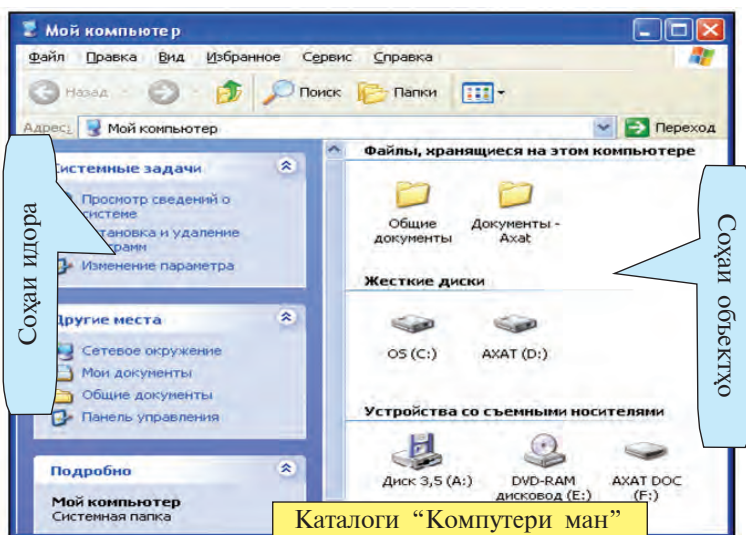 Мой компьютер
Файл Правка Вид Избранное Сервис Справка
Назад Поиск Папки
Адрес: Мой компьютер Переход
Соҳаи идора
Системные задачи
Просмотр сведений о
системе
Установка и удаление
программ
Изменение параметра
Другие места
Сетевое окружение
Мои документы
Общие документы
Панель управления
Подробно
Мой компьютер
Системная папка
Файлы, хранящиеся на этом компьютере
Общие
документы
Документы -
Axat
Жесткие диски
OS (C:) AXAT (D:)
Устройства со съемными носителями
Диск 3,5 (A:)
DVD-RAM
дисковод (E:)
AXAT DOC
(F:)
Соҳаи объектҳо
Каталоги “Компутери ман”